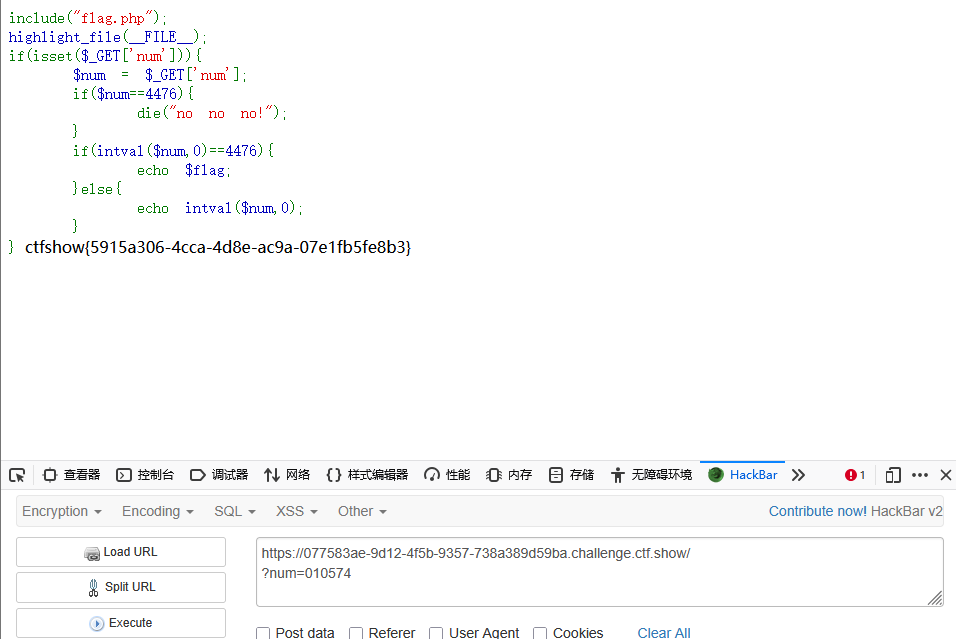 include("flag.php");
highlight_file(__FILE__);
if(isset($_GET['num'])){
$num = $_GET['num'];
if($num==4476){
die("no no no!");
}
if(intval($num,0)==4476){
echo $flag;
}else{
echo intval($num,0);
}
} ctfshow{5915a306-4cca-4d8e-ac9a-07e1fb5fe8b3}
查看器 控制台 调试器 网络 {} 样式编辑器 性能 内存 存储 无障碍环境 HackBar 1
Encryption Encoding SQL XSS Other Contribute now! HackBar v2
Load URL
Split URL
Execute
https://077583ae-9d12-4f5b-9357-738a389d59ba.challenge.ctf.show/
?num=010574
Post data Referer User Agent Cookies Clear All